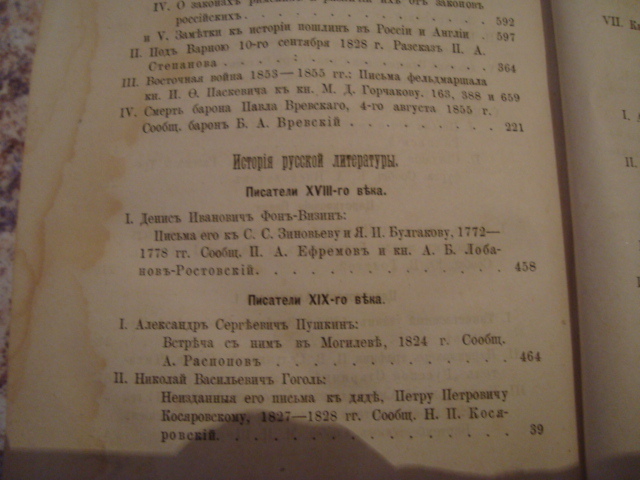 IV. О законахъ римскихъ и различіи ихъ отъ законовъ
россійскихъ . . . . . . . . . . 592
и V. Замѣтки къ исторіи пошлинъ въ Россіи и Англіи . 597
II. Подъ Варною 10-го сентября 1828 г. Разсказъ П. А.
Степанова . . . . . . . . . . 364
III. Восточная война 1853—1855 гг.; Письма фельдмаршала
кн. И. Ѳ. Паскевича къ кн. М. Д. Горчакову. 163, 388 и 659
IV. Смерть барона Павла Вревскаго, 4-го августа 1855 г.
Сообщ. баронъ Б. А. Вревскій . . . . . . . . 221
Исторія русской литературы.
Писатели XVIII-го вѣка.
I. Денисъ Ивановичъ Фонъ-Визинъ:
Письма его къ С. С. Зиновьеву и Я. И. Булгакову, 1772—
1778 гг. Сообщ. П. А. Ефремовъ и кн. А. Б. Лоба-
новъ-Ростовскій. . . . . . . . . . . 458
Писатели XIX-го вѣка.
I. Александръ Сергѣевичъ Пушкинъ:
Встрѣча съ нимъ въ Могилевѣ, 1824 г. Сообщ.
А. Распоповъ . . . . . . . . . . 464
II. Николай Васильевичъ Гоголь:
Неизданныя его письма къ дядѣ, Петру Петровичу
Косяровскому, 1827—1828 гг. Сообщ. Н. П. Кося-
ровскій. . . . . . . . . . . . 39
VII.
I.
II.